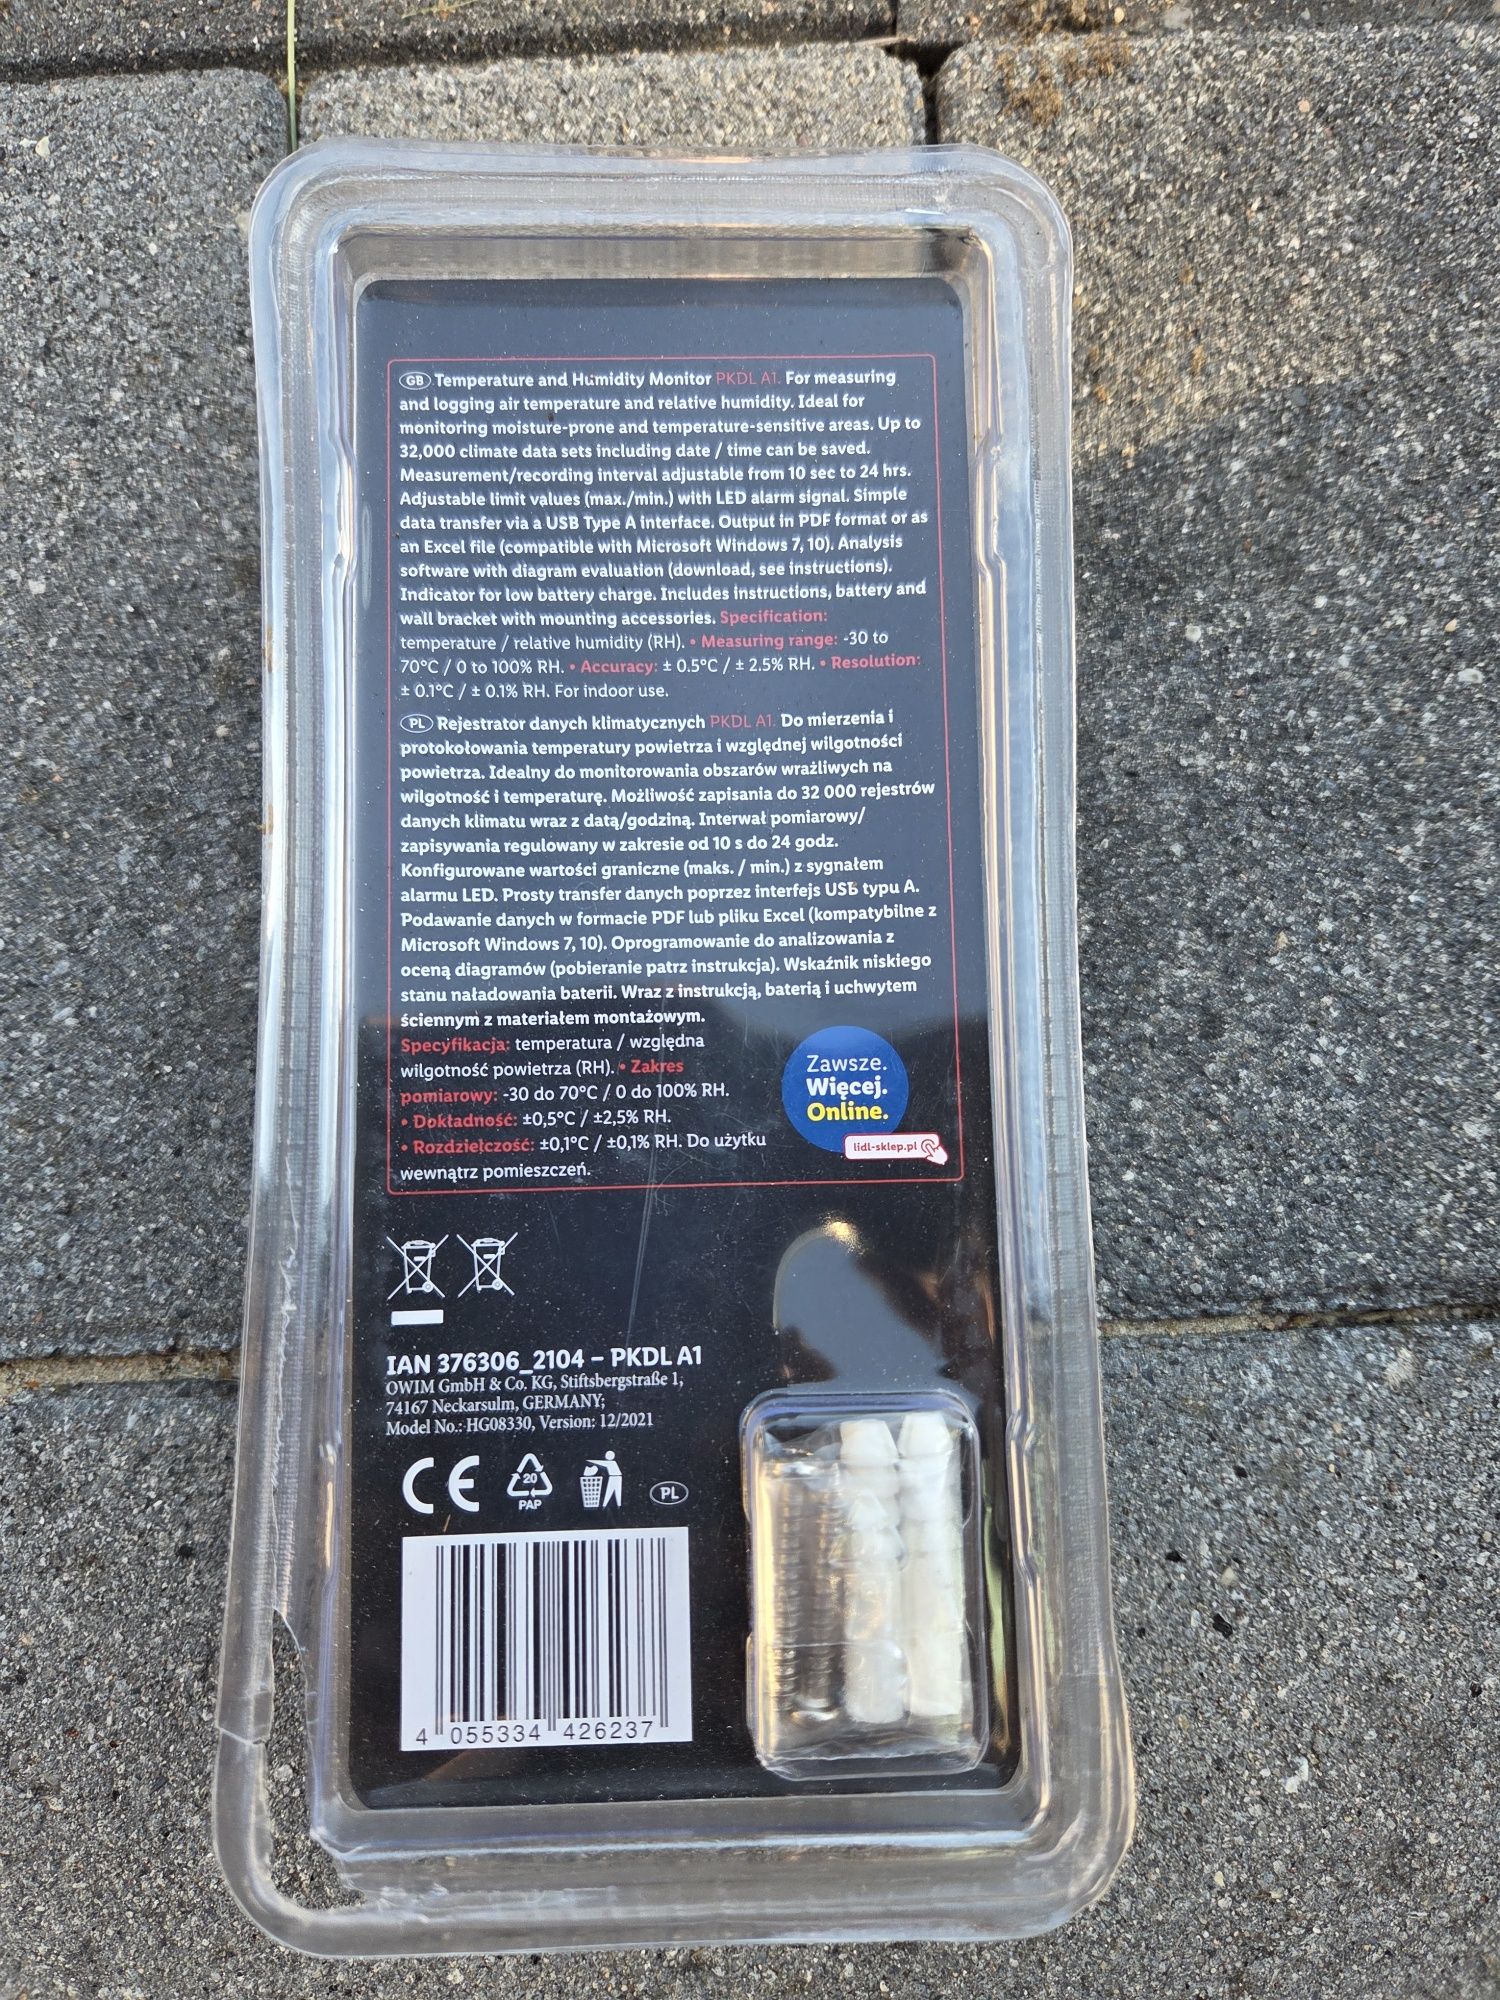 GB Temperature and Humidity Monitor PKDL A1. For measuring
and logging air temperature and relative humidity. Ideal for
monitoring moisture-prone and temperature-sensitive areas. Up to
32,000 climate data sets including date / time can be saved.
Measurement/recording interval adjustable from 10 sec to 24 hrs.
Adjustable limit values (max./min.) with LED alarm signal. Simple
data transfer via a USB Type A interface. Output in PDF format or as
an Excel file (compatible with Microsoft Windows 7, 10). Analysis
software with diagram evaluation (download, see instructions).
Indicator for low battery charge. Includes instructions, battery and
wall bracket with mounting accessories. Specification:
temperature / relative humidity (RH). • Measuring range: -30 to
70°C / 0 to 100% RH. • Accuracy: ± 0.5°C / ± 2.5% RH. • Resolution:
± 0.1°C / ± 0.1% RH. For indoor use.
PL Rejestrator danych klimatycznych PKDL A1. Do mierzenia i
protokołowania temperatury powietrza i względnej wilgotności
powietrza. Idealny do monitorowania obszarów wrażliwych na
wilgotność i temperaturę. Możliwość zapisania do 32 000 rejestrów
danych klimatu wraz z datą/godziną. Interwał pomiarowy/
zapisywania regulowany w zakresie od 10 s do 24 godz.
Konfigurowane wartości graniczne (maks. / min.) z sygnałem
alarmu LED. Prosty transfer danych poprzez interfejs USB typu A.
Podawanie danych w formacie PDF lub pliku Excel (kompatybilne z
Microsoft Windows 7, 10). Oprogramowanie do analizowania z
oceną diagramów (pobieranie patrz instrukcja). Wskaźnik niskiego
stanu naładowania baterii. Wraz z instrukcją, baterią i uchwytem
ściennym z materiałem montażowym.
Specyfikacja: temperatura / względna
wilgotność powietrza (RH). • Zakres
pomiarowy: -30 do 70°C / 0 do 100% RH.
• Dokładność: ±0,5°C / ±2,5% RH.
• Rozdzielczość: ±0,1°C / ±0,1% RH. Do użytku
wewnątrz pomieszczeń.
Zawsze.
Więcej.
Online.
lidl-sklep.pl
IAN 376306_2104 – PKDL A1
OWIM GmbH & Co. KG, Stiftsbergstraße 1,
74167 Neckarsulm, GERMANY;
Model No.: HG08330, Version: 12/2021
CE
20
PAP
PL
4 055334 426237